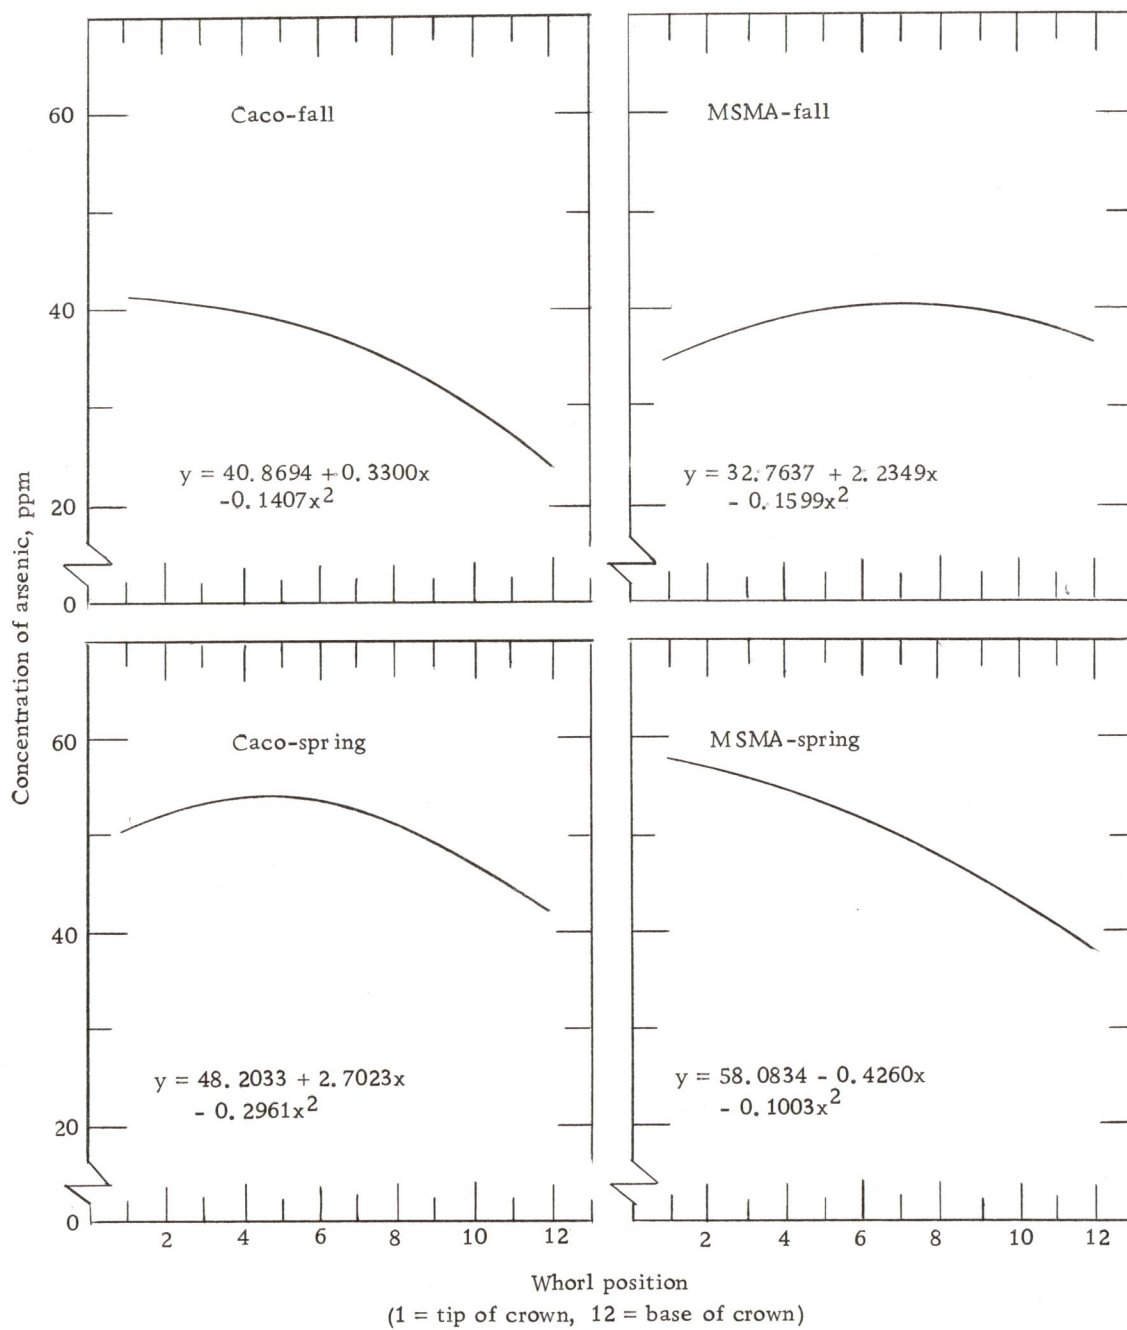 Caco-fall
MSMA-fall
60
40
20
0
y = 40.8694 + 0.3300x
-0.1407x²
y = 32.7637 + 2.2349x
- 0.1599x²
Concentration of arsenic, ppm
Caco-spring
MSMA-spring
60
40
20
0
y = 48.2033 + 2.7023x
- 0.2961x²
y = 58.0834 - 0.4260x
- 0.1003x²
2 4 6 8 10 12
2 4 6 8 10 12
Whorl position
(1 = tip of crown, 12 = base of crown)